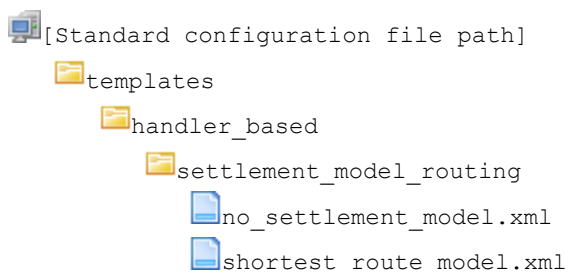 [Standard configuration file path]
templates
handler_based
settlement_model_routing
no_settlement_model.xml
shortest_route_model.xml